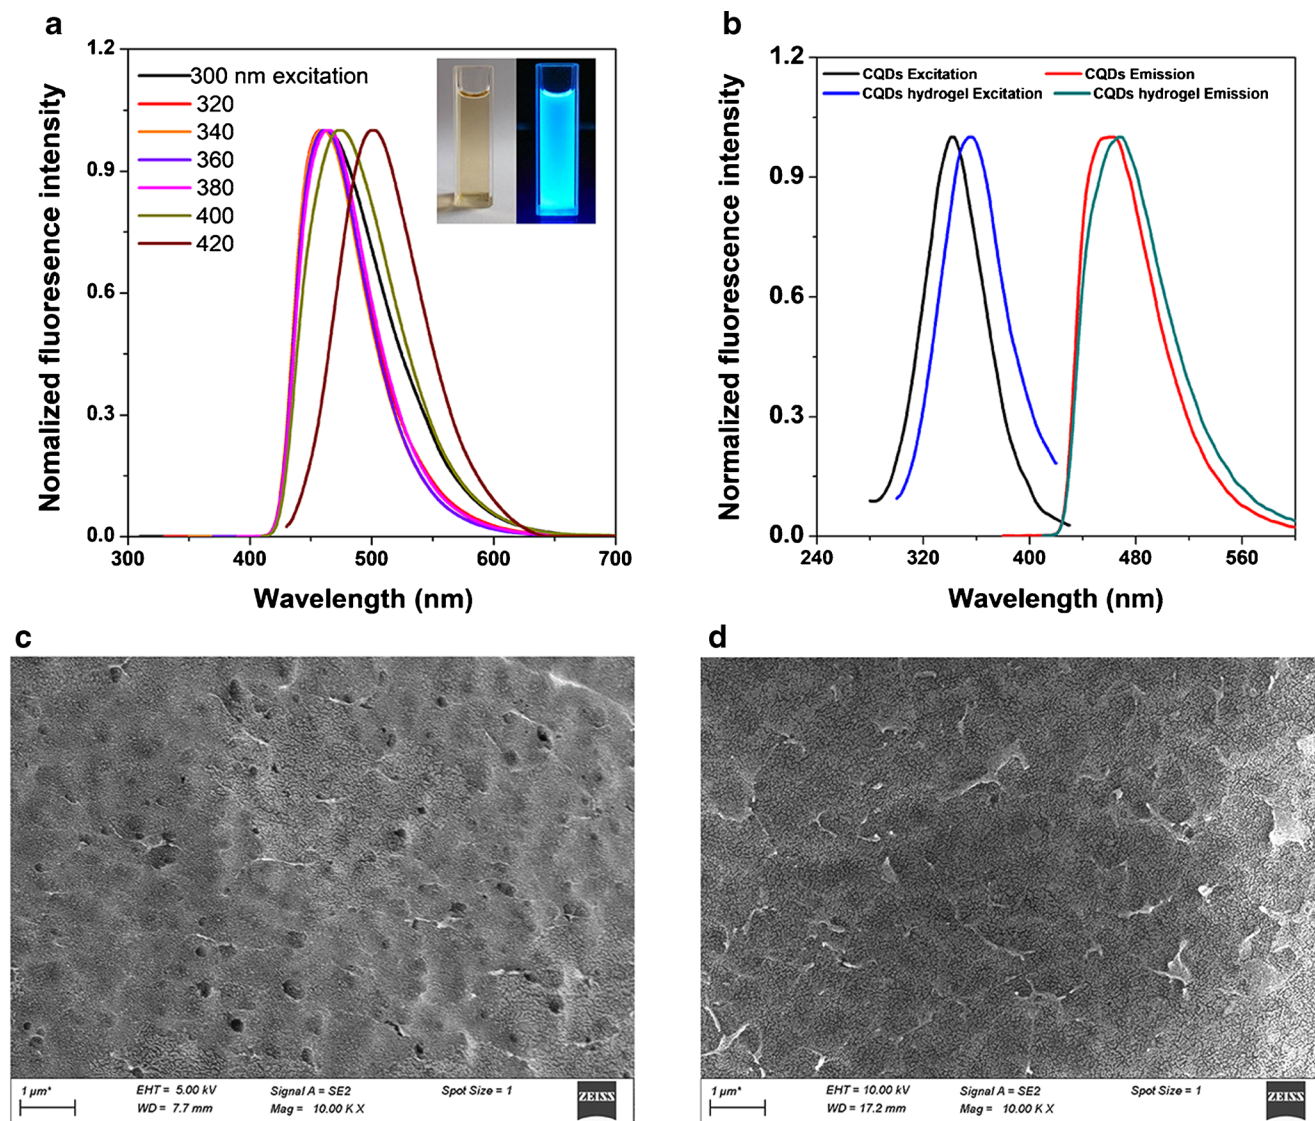 a
1.2
0.9
0.6
0.3
0.0
300
400
500
600
700
Nomalized fluoresence intensity
Wavelength (nm)
300 nm excitation
320
340
360
380
400
420
b
1.2
0.9
0.6
0.3
0.0
240
320
400
480
560
Normalized fluorescence intensity
Wavelength (nm)
CQDs Excitation
CQDs Emission
CQDs hydrogel Excitation
CQDs hydrogel Emission
c
1 µm*
EHT = 5.00 kV
Signal A = SE2
Spot Size = 1
WD = 7.7 mm
Mag = 10.00 K X
ZEISS
d
1 µm*
EHT = 10.00 kV
Signal A = SE2
Spot Size = 1
WD = 17.2 mm
Mag = 10.00 K X
ZEISS